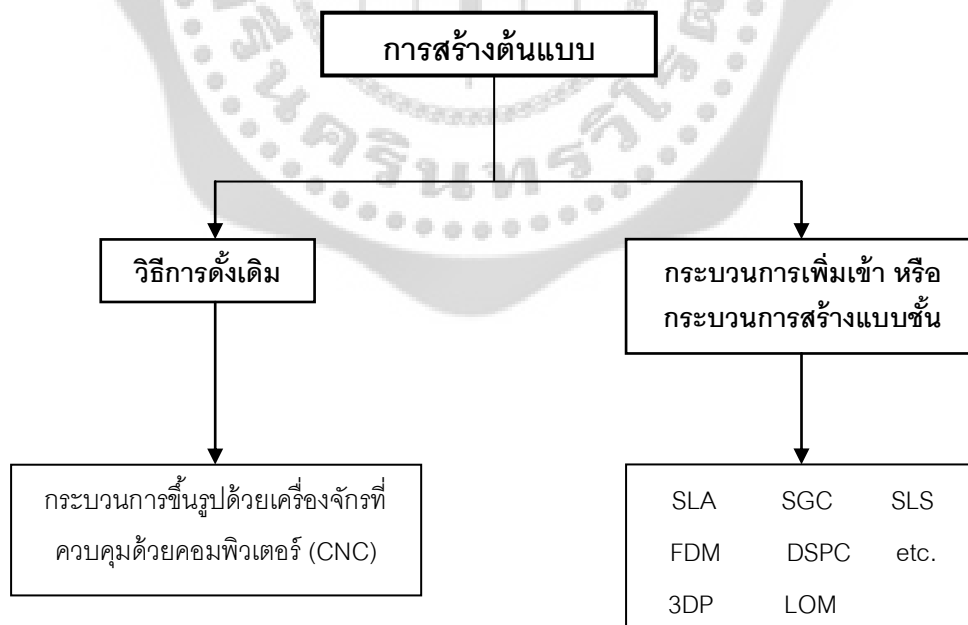 การสร้างต้นแบบ
วิธีการดั้งเดิม
กระบวนการเพิ่มเข้า หรือ
กระบวนการสร้างแบบชั้น
กระบวนการขึ้นรูปด้วยเครื่องจักรที่
ควบคุมด้วยคอมพิวเตอร์ (CNC)
SLA SGC SLS
FDM DSPC etc.
3DP LOM